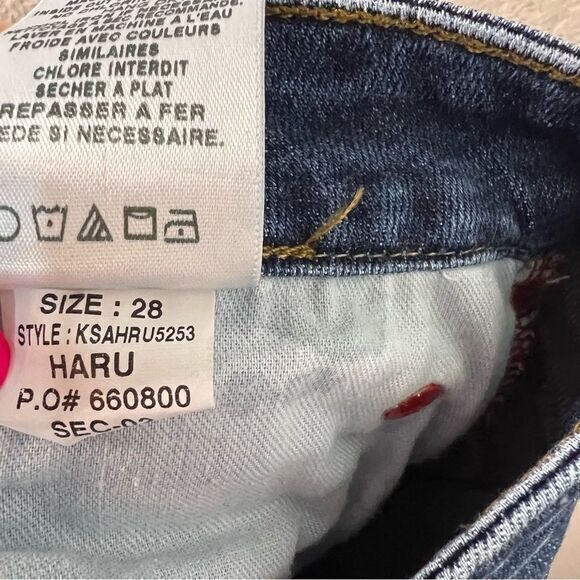 LAVER EN MACHINE A L'EAU
FROIDE AVEC COULEURS
SIMILAIRES
CHLORE INTERDIT
SECHER A PLAT
REPASSER A FER
SI NECESSAIRE.
SIZE : 28
STYLE : KSAHRU5253
HARU
P.O# 660800